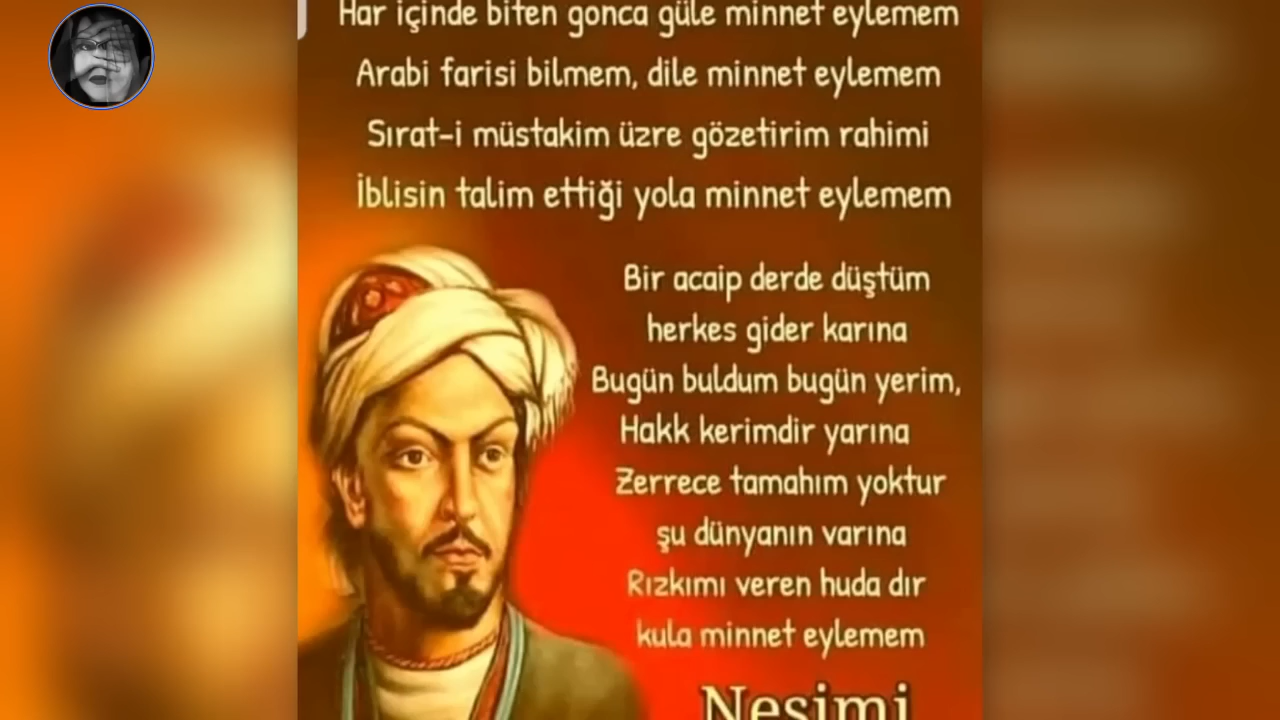 Har içinde biten gonca güle minnet eylemem
Arabi farisi bilmem, dile minnet eylemem
Sırat-i müstakim üzre gözetirim rahimi
İblisin talim ettiği yola minnet eylemem
Bir acaip derde düştüm
herkes gider karına
Bugün buldum bugün yerim,
Hakk kerimdir yarına
Zerrece tamahım yoktur
şu dünyanın varına
Rızkımı veren huda dır
kula minnet eylemem
Nesimi